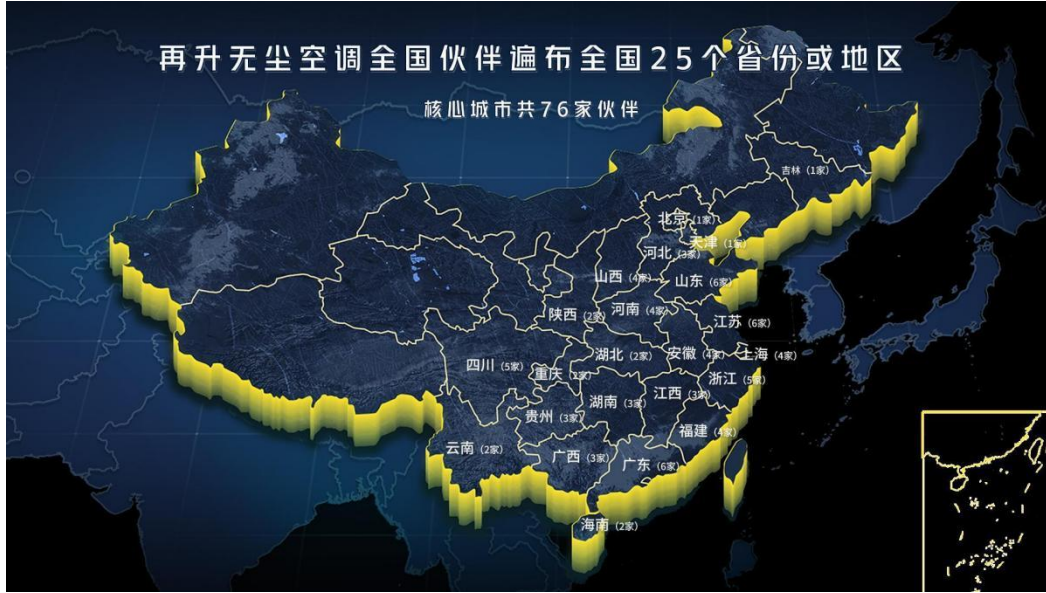 再升无尘空调全国伙伴遍布全国25个省份或地区
核心城市共76家伙伴
吉林（1家）
北京（1家）
天津（1家）
河北（3家）
山西（4家）
山东（6家）
陕西（2家）
河南（4家）
江苏（6家）
四川（5家）
重庆（2家）
湖北（2家）
安徽（4家）
上海（4家）
浙江（5家）
贵州（3家）
湖南（3家
江西（3家）
福建（4家）
云南（2家）
广西（3家）
广东（6家）
海南（2家）